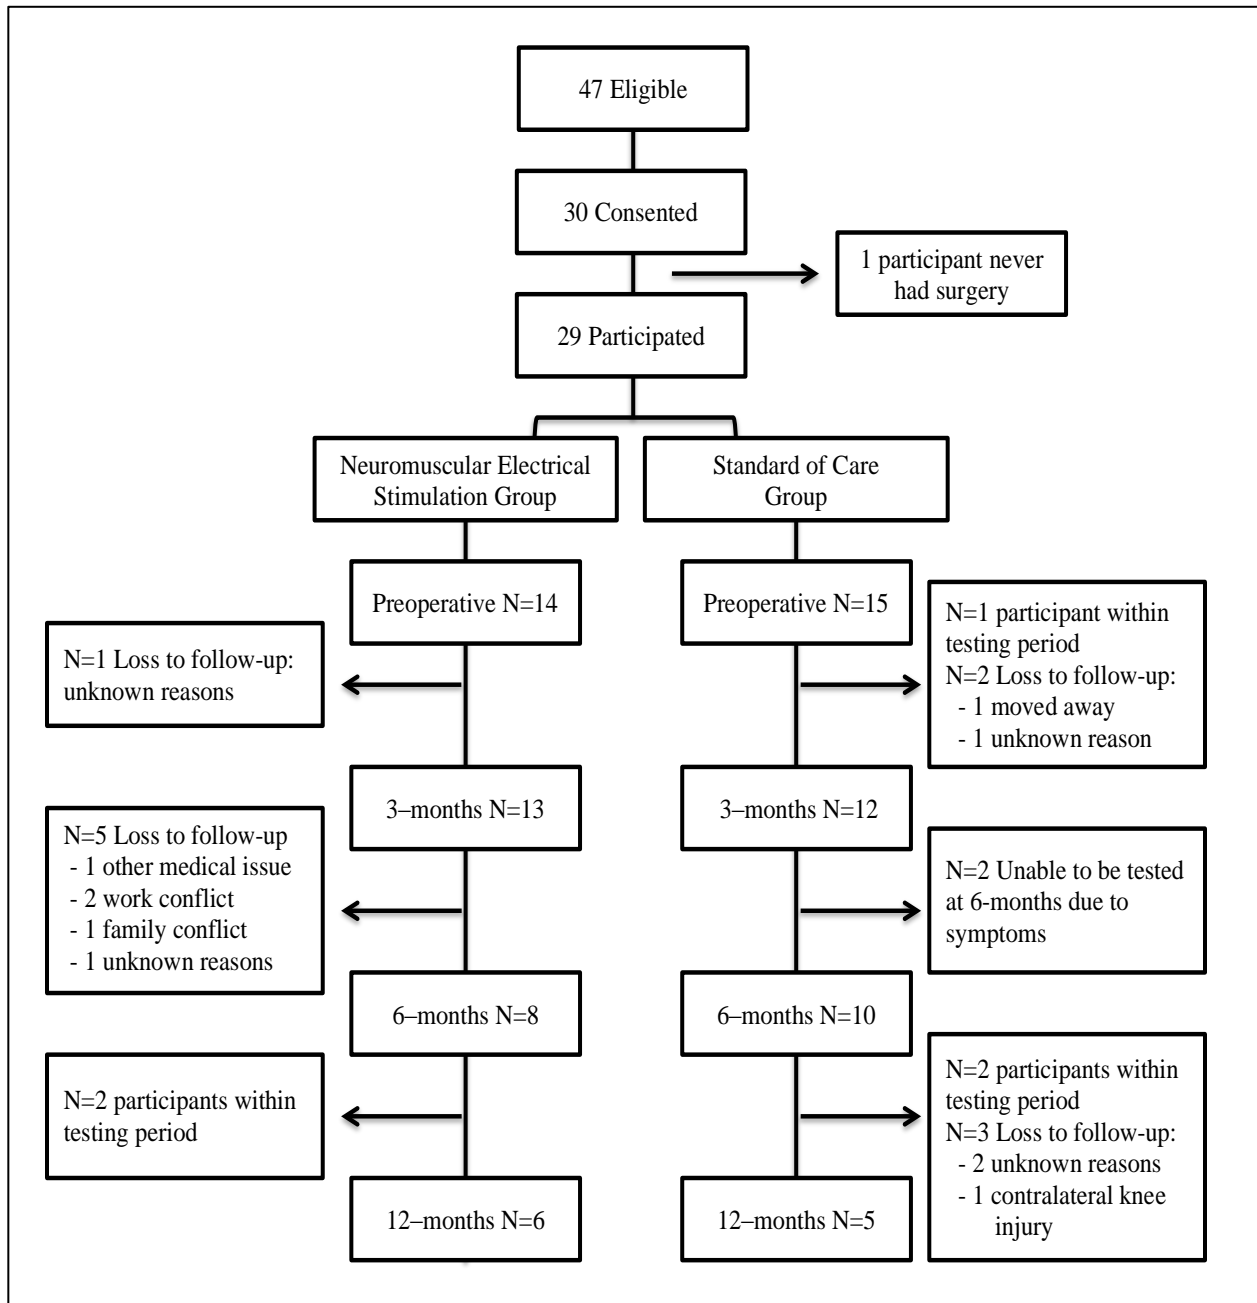 47 Eligible
30 Consented
1 participant never
had surgery
29 Participated
Neuromuscular Electrical
Stimulation Group
Standard of Care
Group
Preoperative N=14
Preoperative N=15
N=1 Loss to follow-up:
unknown reasons
N=1 participant within
testing period
N=2 Loss to follow-up:
- 1 moved away
- 1 unknown reason
3–months N=13
3–months N=12
N=5 Loss to follow-up
- 1 other medical issue
- 2 work conflict
- 1 family conflict
- 1 unknown reasons
N=2 Unable to be tested
at 6-months due to
symptoms
6–months N=8
6–months N=10
N=2 participants within
testing period
N=2 participants within
testing period
N=3 Loss to follow-up:
- 2 unknown reasons
- 1 contralateral knee
injury
12–months N=6
12–months N=5